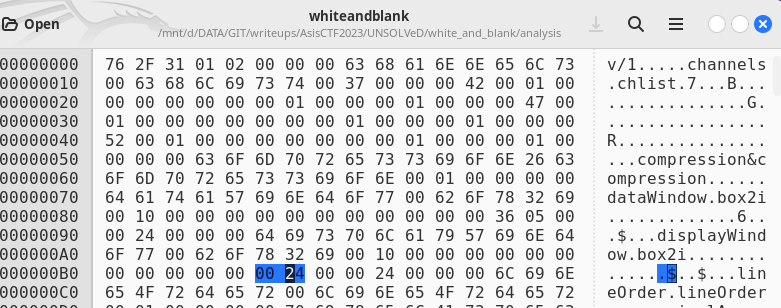 Open
whiteandblank
/mnt/d/DATA/GIT/writeups/AsisCTF2023/UNSOLVeD/white_and_blank/analysis
00000000 76 2F 31 01 02 00 00 00 63 68 61 6E 6E 65 6C 73 v/1.....channels
00000010 00 63 68 6C 69 73 74 00 37 00 00 00 42 00 01 00 .chlist.7...B...
00000020 00 00 00 00 00 00 01 00 00 00 01 00 00 00 47 00 ..............G.
00000030 01 00 00 00 00 00 00 00 01 00 00 00 01 00 00 00 ................
00000040 52 00 01 00 00 00 00 00 00 00 01 00 00 00 01 00 R...............
00000050 00 00 00 63 6F 6D 70 72 65 73 73 69 6F 6E 26 63 ...compression&c
00000060 6F 6D 70 72 65 73 73 69 6F 6E 00 01 00 00 00 00 ompression......
00000070 64 61 74 61 57 69 6E 64 6F 77 00 62 6F 78 32 69 dataWindow.box2i
00000080 00 10 00 00 00 00 00 00 00 00 00 00 00 36 05 00 .............6..
00000090 00 24 00 00 00 64 69 73 70 6C 61 79 57 69 6E 64 .$...displayWind
000000A0 6F 77 00 62 6F 78 32 69 00 10 00 00 00 00 00 00 ow.box2i........
000000B0 00 00 00 00 00 00 24 00 00 24 00 00 00 6C 69 6E ......$..$...lin
000000C0 65 4F 72 64 65 72 00 6C 69 6E 65 4F 72 64 65 72 eOrder.lineOrder